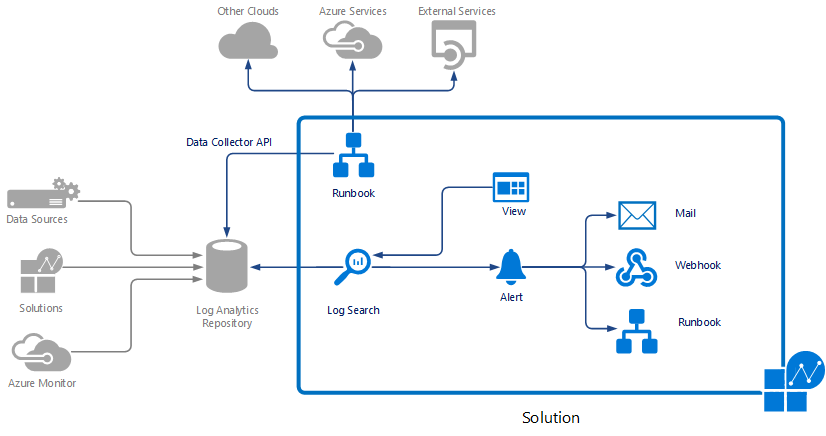 Other Clouds
Azure Services
External Services
Data Collector API
Runbook
Data Sources
View
Mail
Webhook
Solutions
Log Analytics
Repository
Log Search
Alert
Runbook
Azure Monitor
Solution